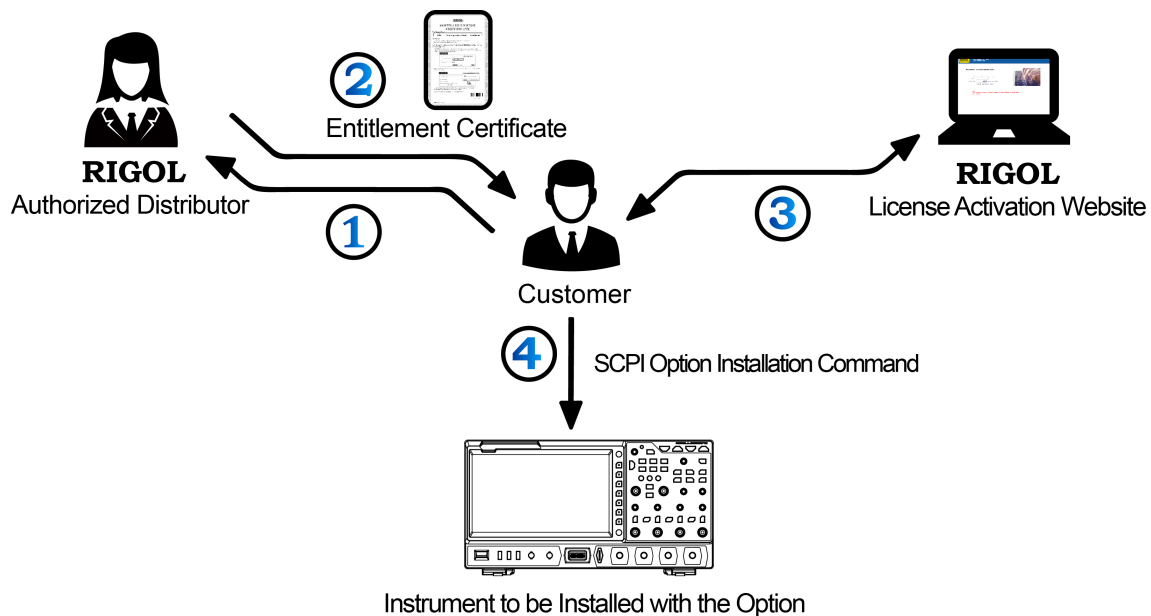 ②
Entitlement Certificate
RIGOL
Authorized Distributor
①
③
RIGOL
License Activation Website
Customer
④
SCPI Option Installation Command
Instrument to be Installed with the Option